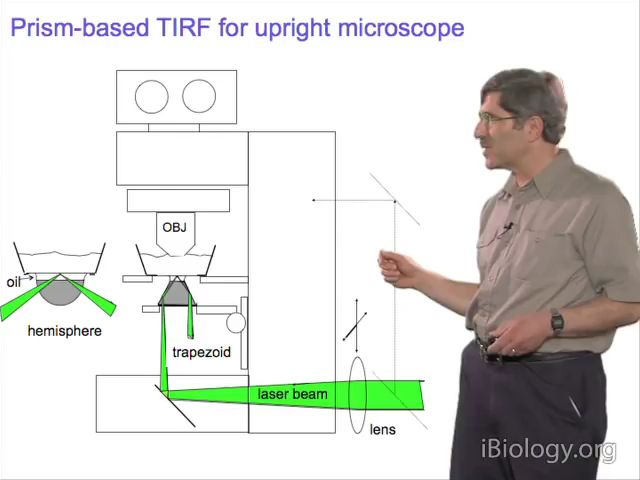 Prism-based TIRF for upright microscope
OBJ
oil
hemisphere
trapezoid
laser beam
lens
iBiology.org